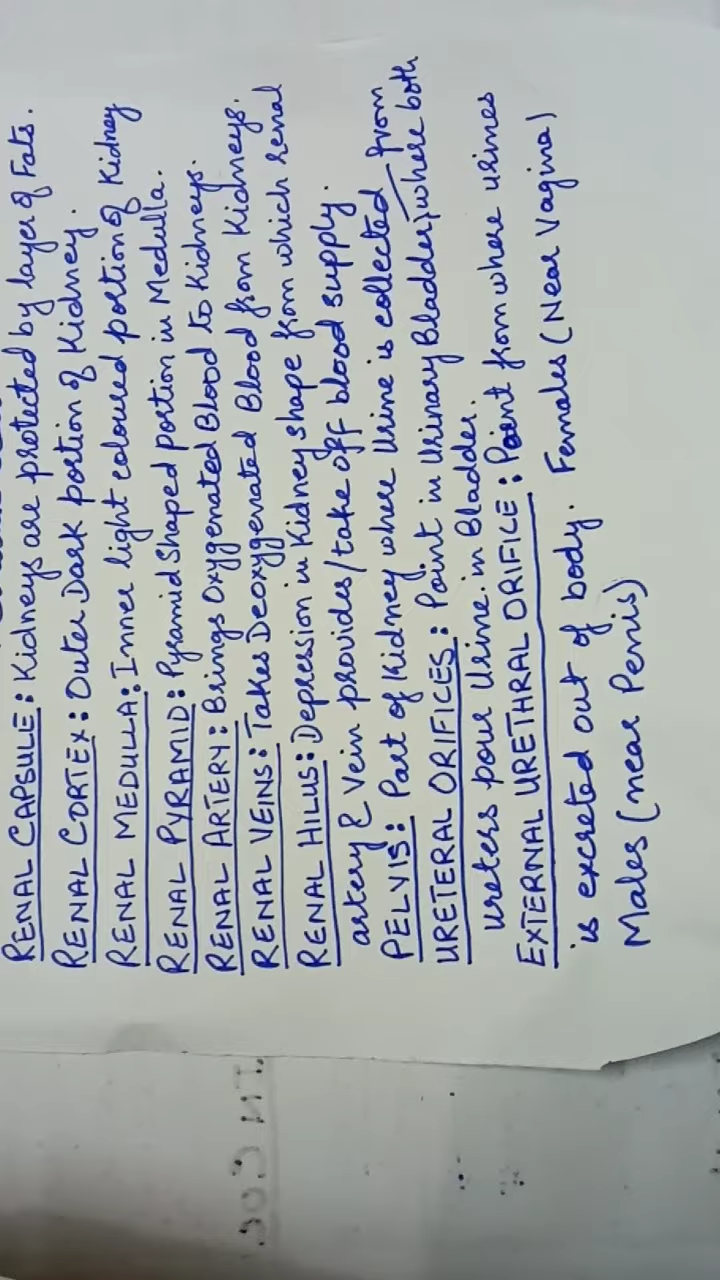 RENAL CAPSULE: Kidneys are protected by layer of Fats.
RENAL CORTEX: Outer Dark portion of Kidney.
RENAL MEDULLA: Inner light coloured portion of Kidney
RENAL PYRAMID: Pyramid Shaped portion in Medulla.
RENAL ARTERY: Brings Oxygenated Blood to Kidneys.
RENAL VEINS: Takes Deoxygenated Blood from Kidneys.
RENAL HILUS: Depression in Kidney shape from which renal
artery & Vein provides/take off blood supply.
PELVIS: Part of Kidney where Urine is collected from
URETERAL ORIFICES: Point in Urinary Bladder, where both
ureters pour Urine in Bladder.
EXTERNAL URETHRAL ORIFILE: Point from where urines
is excreted out of body. Females (Near Vagina)
Males (near Penis)